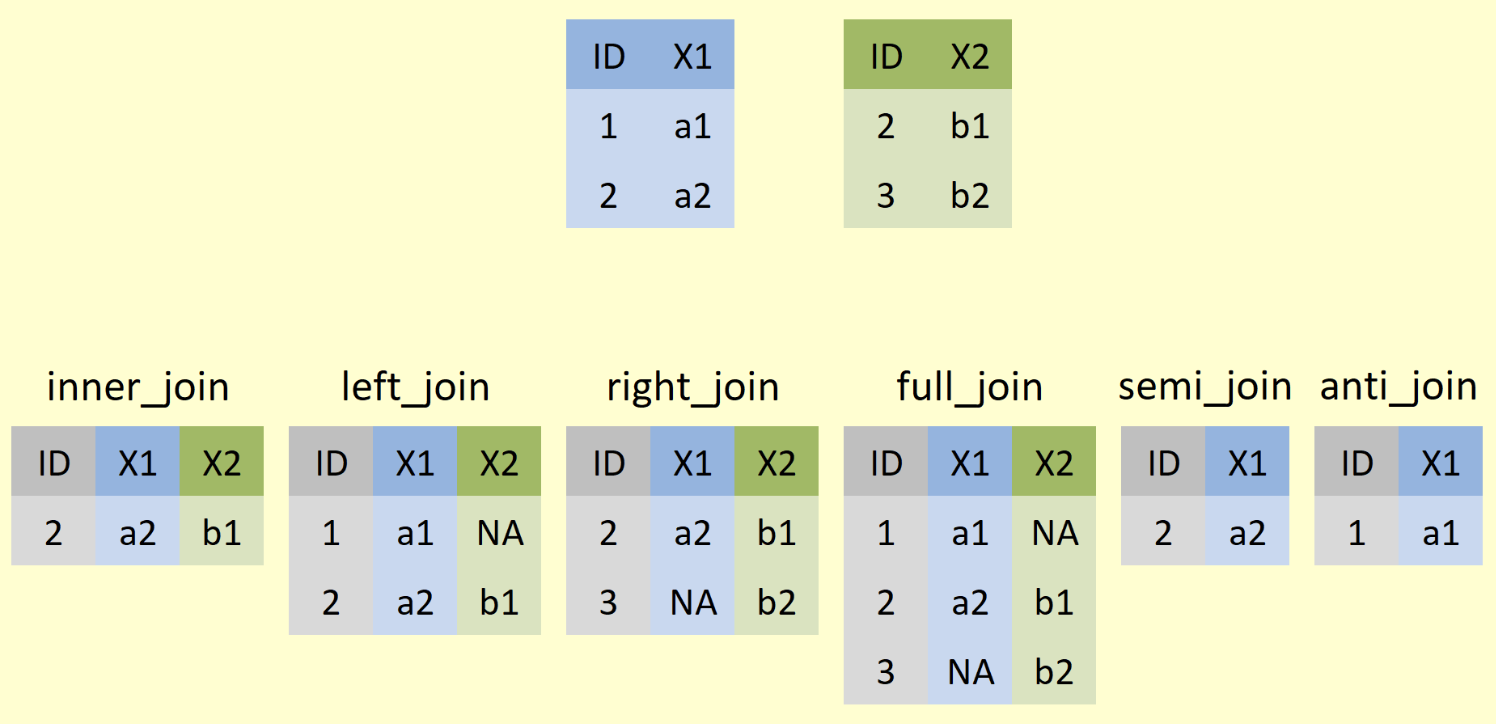 ID X1
1 a1
2 a2
ID X2
2 b1
3 b2
inner_join
ID X1 X2
2 a2 b1
left_join
ID X1 X2
1 a1 NA
2 a2 b1
right_join
ID X1 X2
2 a2 b1
3 NA b2
full_join
ID X1 X2
1 a1 NA
2 a2 b1
3 NA b2
semi_join
ID X1
2 a2
anti_join
ID X1
1 a1